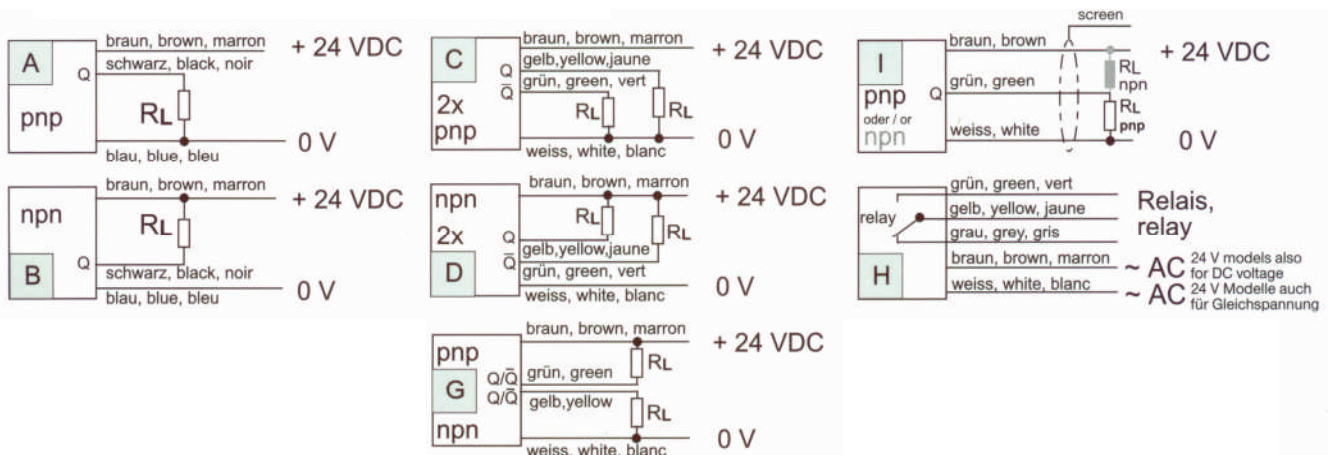 A
pnp
Q
braun, brown, marron
+ 24 VDC
schwarz, black, noir
RL
0 V
blau, blue, bleu
npn
B
Q
braun, brown, marron
+ 24 VDC
RL
schwarz, black, noir
0 V
blau, blue, bleu
C
2x
pnp
Q
Q̅
braun, brown, marron
+ 24 VDC
gelb,yellow,jaune
grün, green, vert
RL
RL
0 V
weiss, white, blanc
npn
2x
D
Q
Q̅
braun, brown, marron
+ 24 VDC
RL
RL
gelb,yellow,jaune
grün, green, vert
0 V
weiss, white, blanc
pnp
G
npn
Q/Q̅
Q/Q̅
braun, brown, marron
+ 24 VDC
RL
grün, green
gelb,yellow
RL
0 V
weiss, white, blanc
screen
I
pnp
oder / or
npn
Q
braun, brown
+ 24 VDC
RL
npn
grün, green
RL
pnp
weiss, white
0 V
relay
H
grün, green, vert
gelb, yellow, jaune
grau, grey, gris
Relais,
relay
braun, brown, marron
~ AC
24 V models also
for DC voltage
weiss, white, blanc
~ AC
24 V Modelle auch
für Gleichspannung